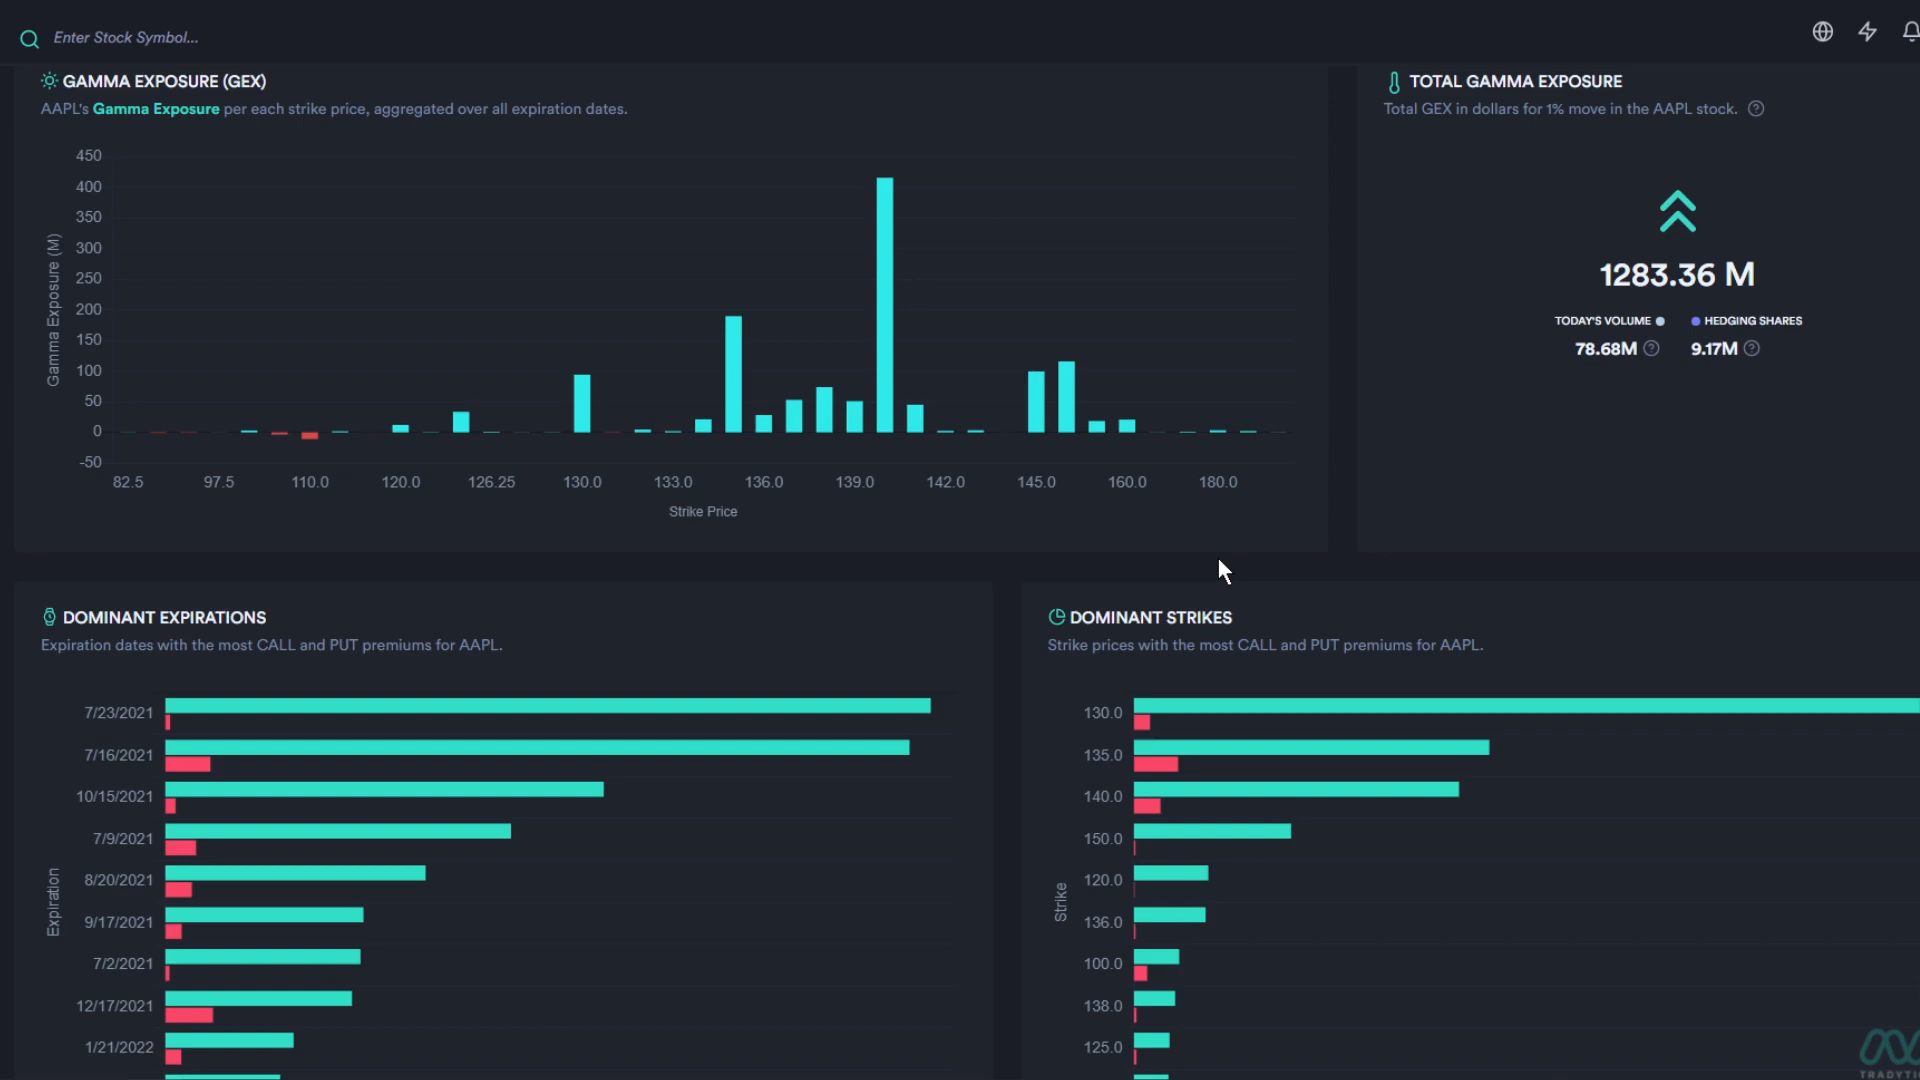 Enter Stock Symbol...
GAMMA EXPOSURE (GEX)
AAPL's Gamma Exposure per each strike price, aggregated over all expiration dates.
450
400
350
300
250
200
150
100
50
0
-50
Gamma Exposure (M)
82.5 97.5 110.0 120.0 126.25 130.0 133.0 136.0 139.0 142.0 145.0 160.0 180.0
Strike Price
TOTAL GAMMA EXPOSURE
Total GEX in dollars for 1% move in the AAPL stock. ?
1283.36 M
TODAY'S VOLUME HEDGING SHARES
78.68M ? 9.17M ?
DOMINANT EXPIRATIONS
Expiration dates with the most CALL and PUT premiums for AAPL.
7/23/2021
7/16/2021
10/15/2021
7/9/2021
8/20/2021
9/17/2021
7/2/2021
12/17/2021
1/21/2022
Expiration
DOMINANT STRIKES
Strike prices with the most CALL and PUT premiums for AAPL.
130.0
135.0
140.0
150.0
120.0
136.0
100.0
138.0
125.0
Strike